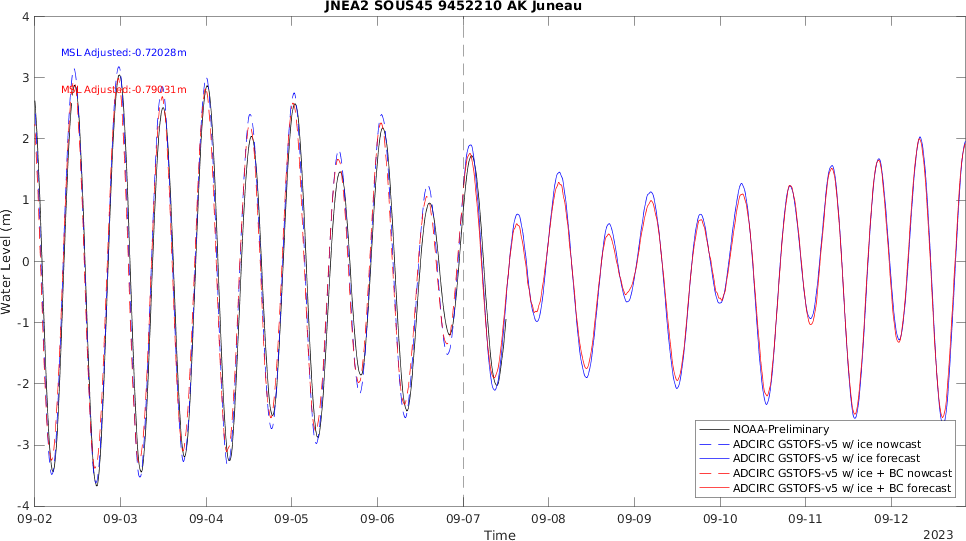 JNEA2 SOUS45 9452210 AK Juneau
MSL Adjusted:-0.72028m
MSL Adjusted:-0.79031m
Water Level (m)
4
3
2
1
0
-1
-2
-3
-4
NOAA-Preliminary
ADCIRC GSTOFS-v5 w/ ice nowcast
ADCIRC GSTOFS-v5 w/ ice forecast
ADCIRC GSTOFS-v5 w/ ice + BC nowcast
ADCIRC GSTOFS-v5 w/ ice + BC forecast
09-02 09-03 09-04 09-05 09-06 09-07 09-08 09-09 09-10 09-11 09-12
Time
2023